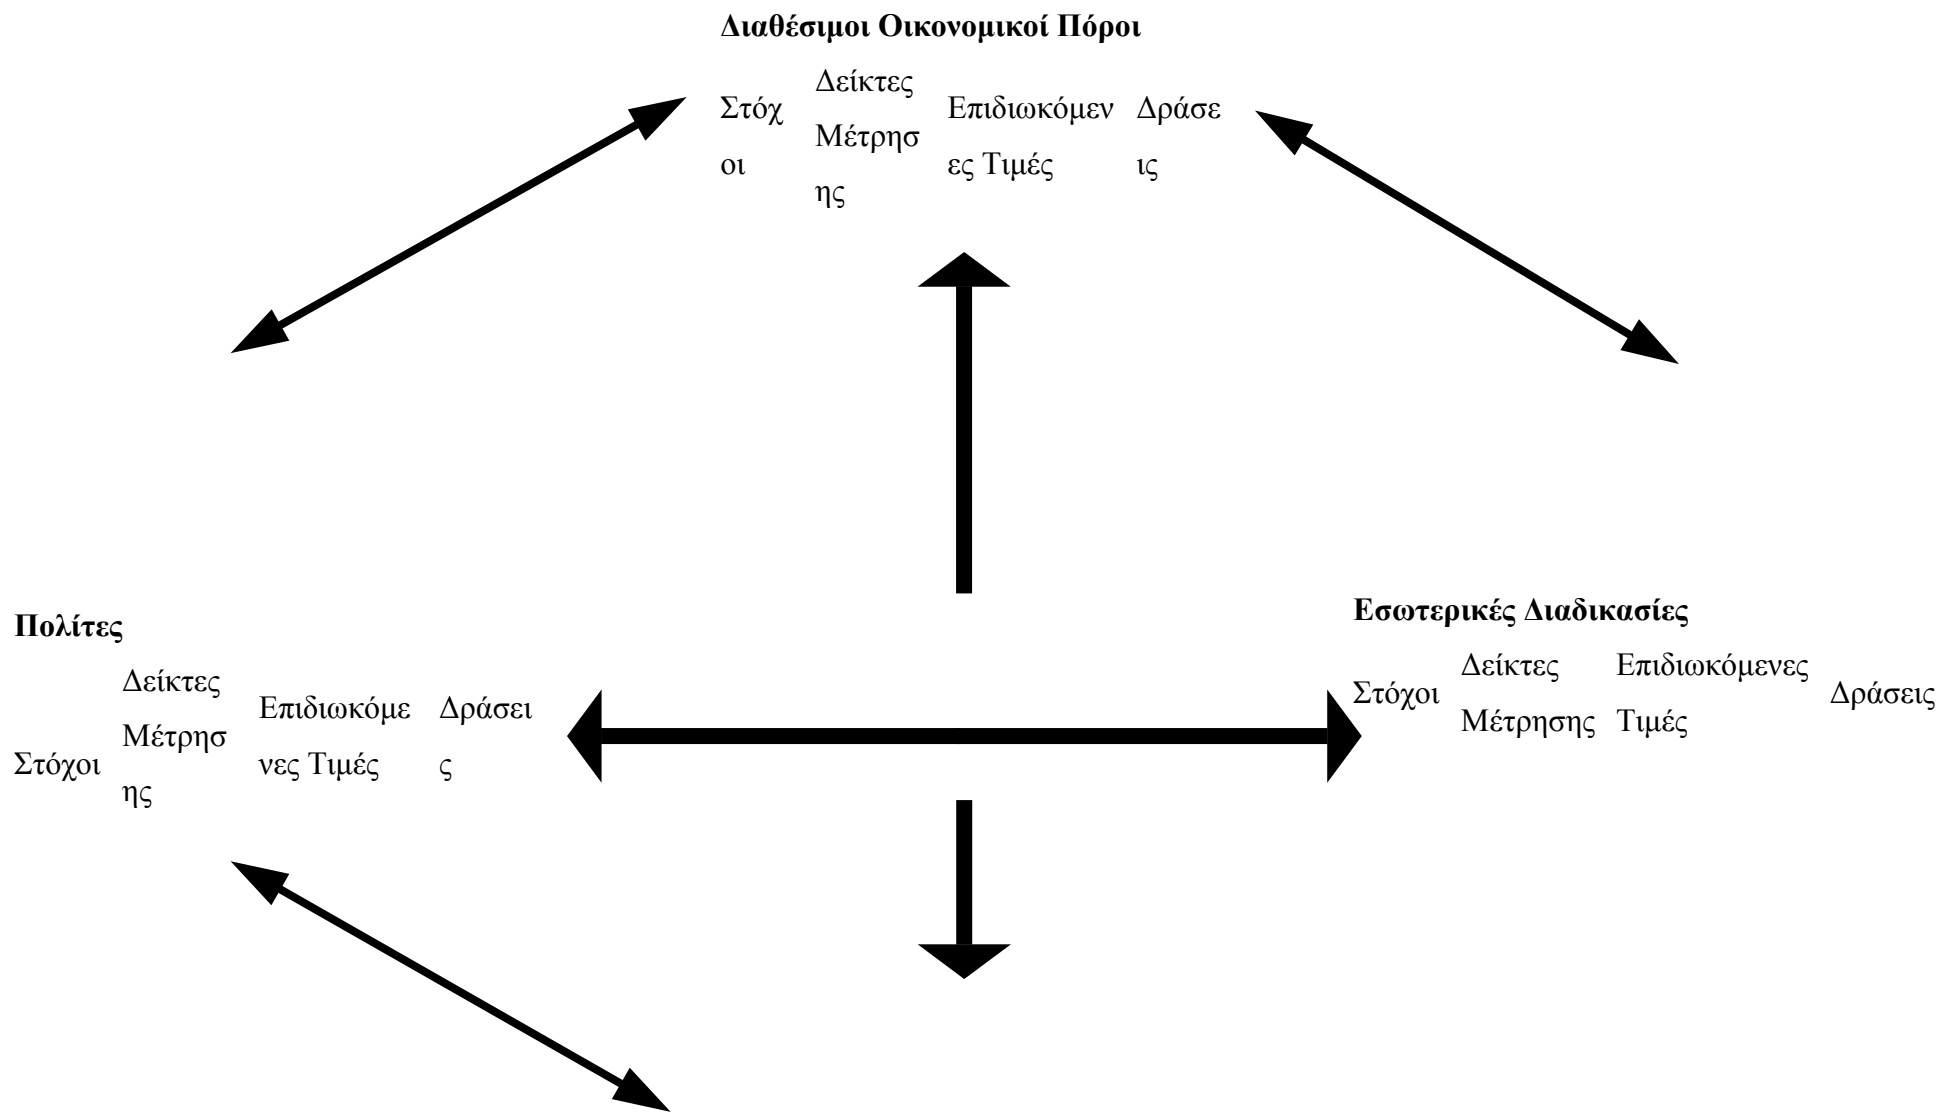 Διαθέσιμοι Οικονομικοί Πόροι
Στόχ
οι
Δείκτες
Μέτρησ
ης
Επιδιωκόμεν
ες Τιμές
Δράσε
ις
Πολίτες
Στόχοι
Δείκτες
Μέτρησ
ης
Επιδιωκόμε
νες Τιμές
Δράσει
ς
Εσωτερικές Διαδικασίες
Στόχοι
Δείκτες
Μέτρησης
Επιδιωκόμενες
Τιμές
Δράσεις